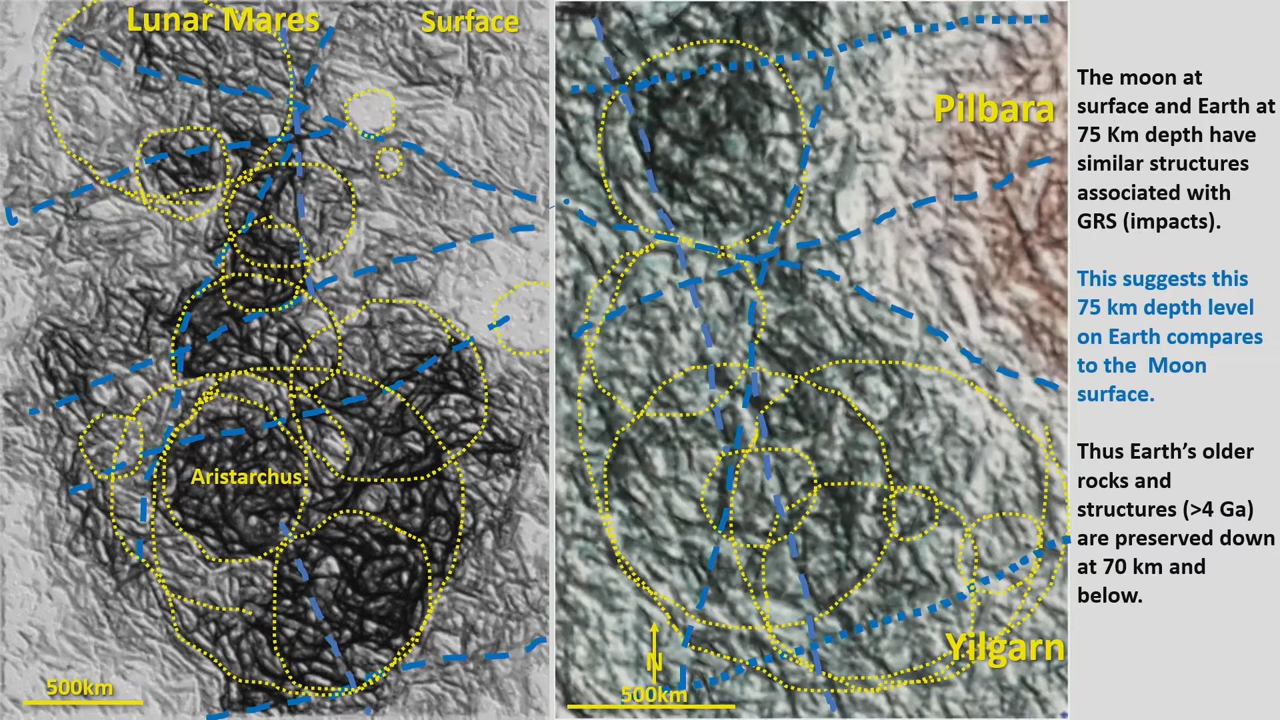 Lunar Mares
Surface
Aristarchus
500km
Pilbara
Yilgarn
N
500km
The moon at
surface and Earth at
75 Km depth have
similar structures
associated with
GRS (impacts).
This suggests this
75 km depth level
on Earth compares
to the Moon
surface.
Thus Earth’s older
rocks and
structures (>4 Ga)
are preserved down
at 70 km and
below.